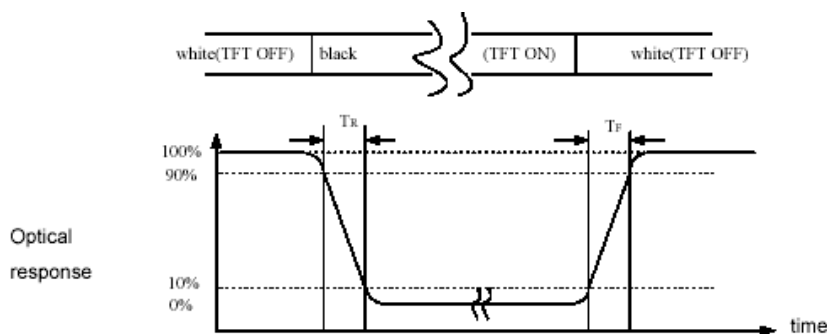 white(TFT OFF) black (TFT ON) white(TFT OFF)
TR TF
100%
90%
Optical
response
10%
0%
time